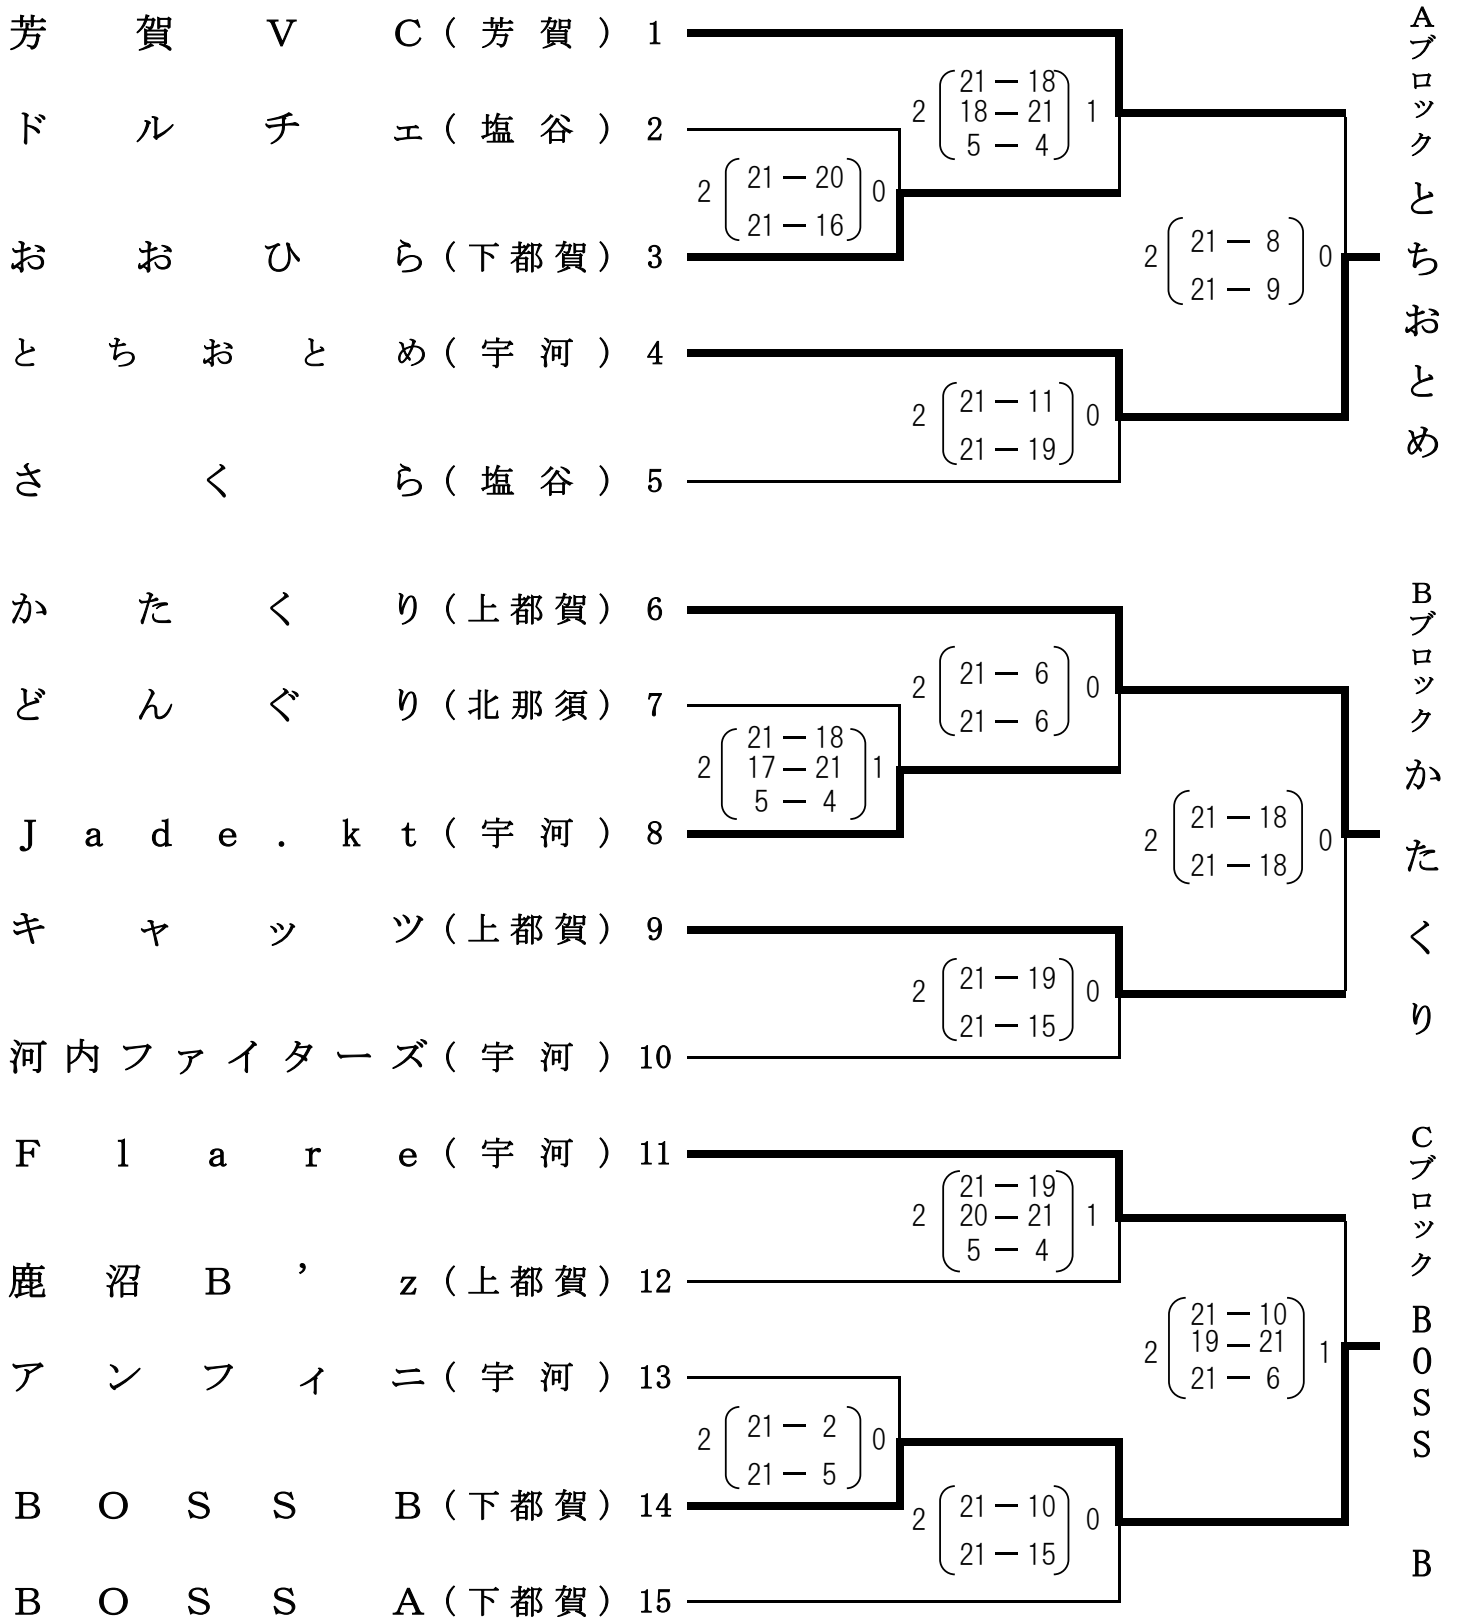 芳賀VC(芳賀) 1
ドルチェ(塩谷) 2
おおひら(下都賀) 3
とちおとめ(宇河) 4
さくら(塩谷) 5
2 21－20 0
21－16
2 21－18 1
18－21
5－4
2 21－11 0
21－19
2 21－8 0
21－9
Aブロックとちおとめ
かたくり(上都賀) 6
どんぐり(北那須) 7
Jade.kt(宇河) 8
キャッツ(上都賀) 9
河内ファイターズ(宇河) 10
2 21－18 1
17－21
5－4
2 21－6 0
21－6
2 21－19 0
21－15
2 21－18 0
21－18
Bブロックかたくり
Flare(宇河) 11
鹿沼B’z(上都賀) 12
アンフィニ(宇河) 13
BOSSB(下都賀) 14
BOSSA(下都賀) 15
2 21－19 1
20－21
5－4
2 21－2 0
21－5
2 21－10 0
21－15
2 21－10 1
19－21
21－6
CブロックBOSS B